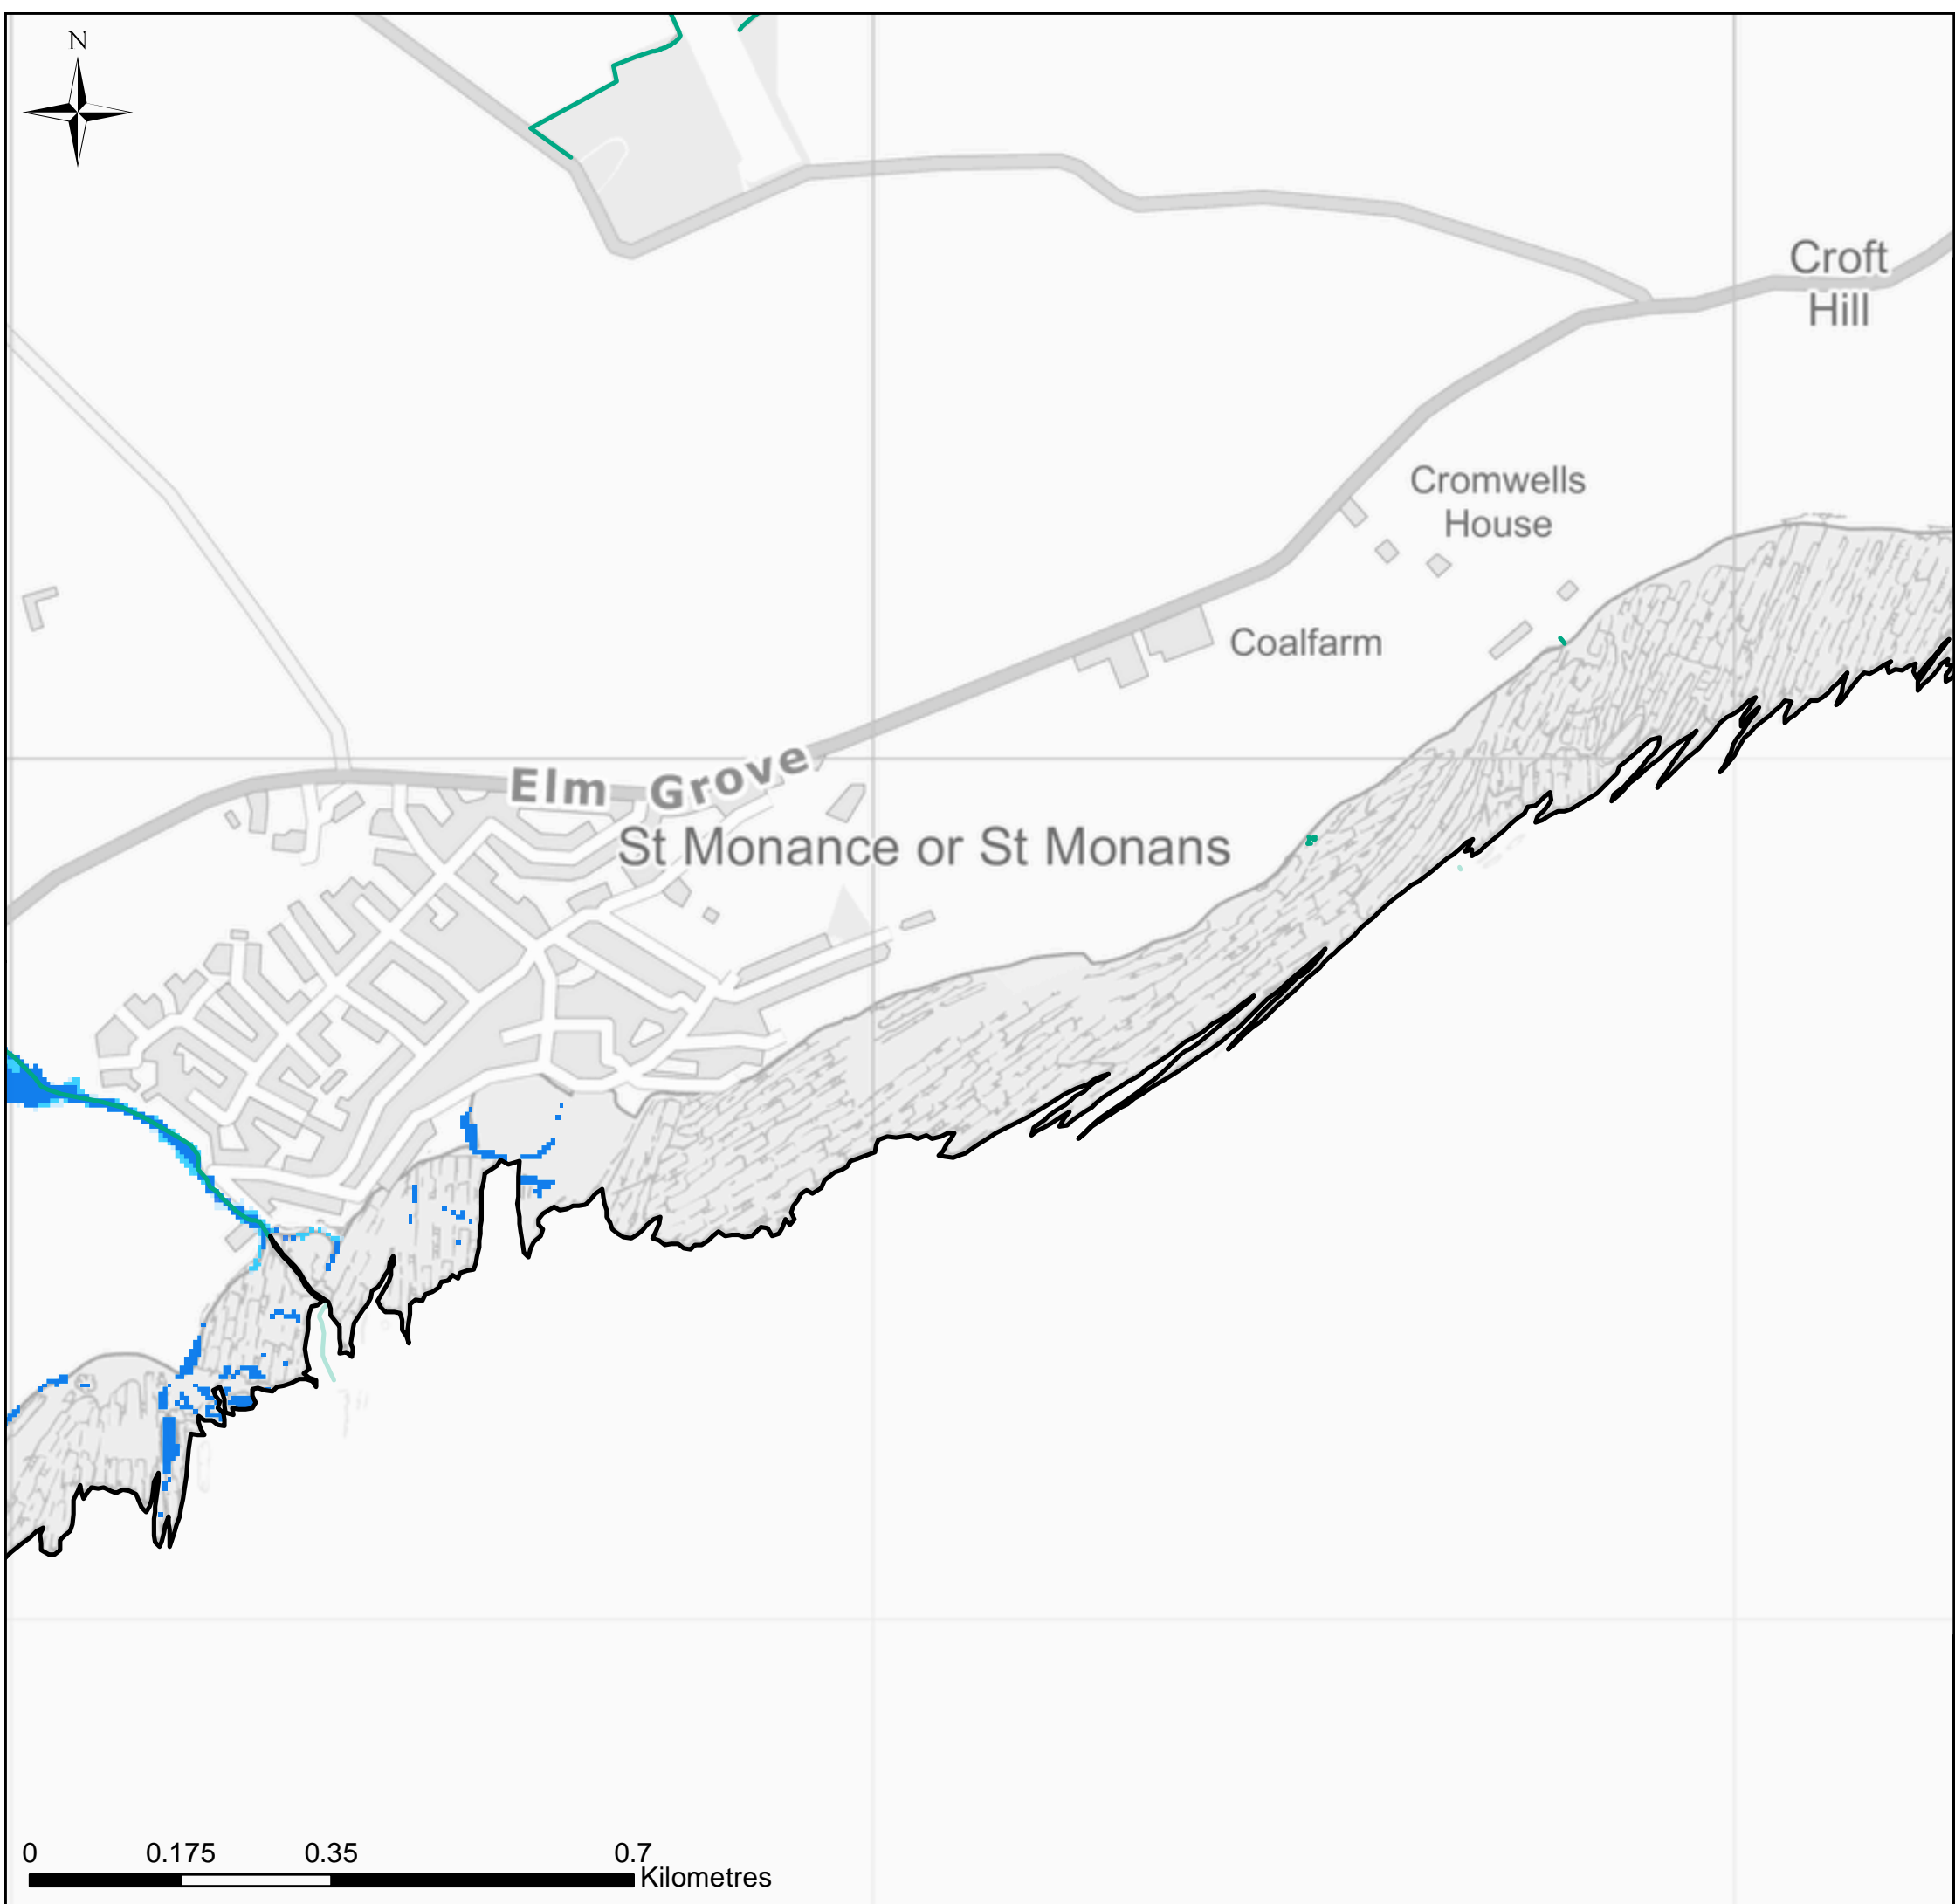 N
Croft
Hill
Cromwells
House
Coalfarm
Elm Grove
St Monance or St Monans
0 0.175 0.35 0.7
Kilometres